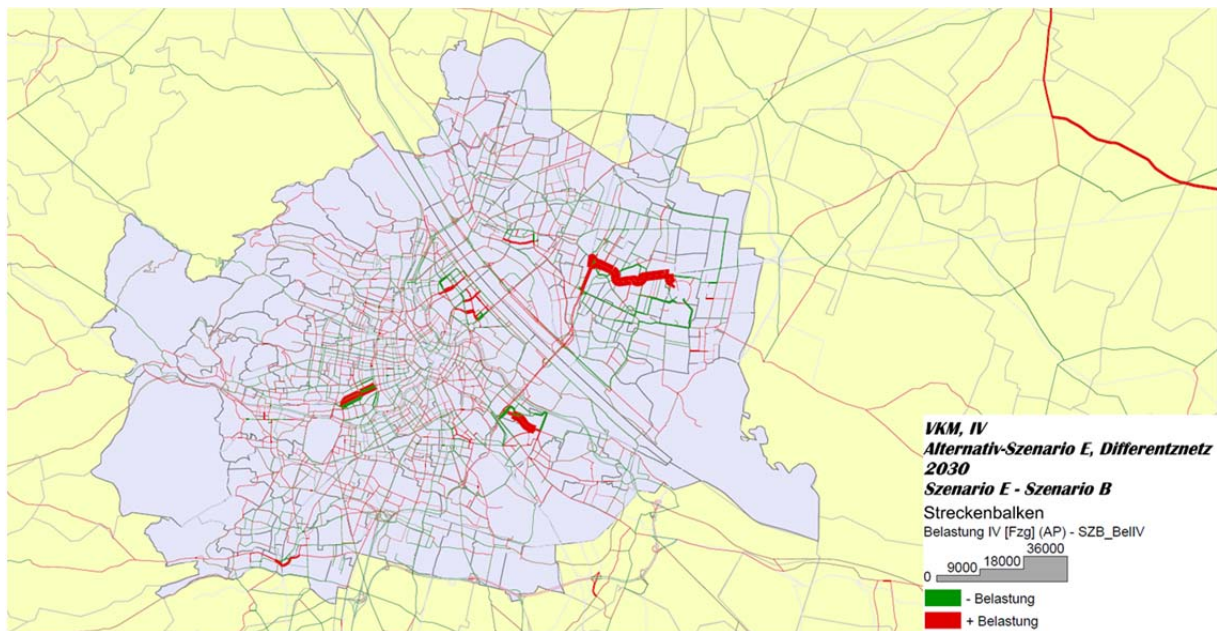 VKM, IV
Alternativ-Szenario E, Differentznetz
2030
Szenario E - Szenario B
Streckenbalken
Belastung IV [Fzg] (AP) - SZB_BelIV
0 9000 18000 36000
- Belastung
+ Belastung